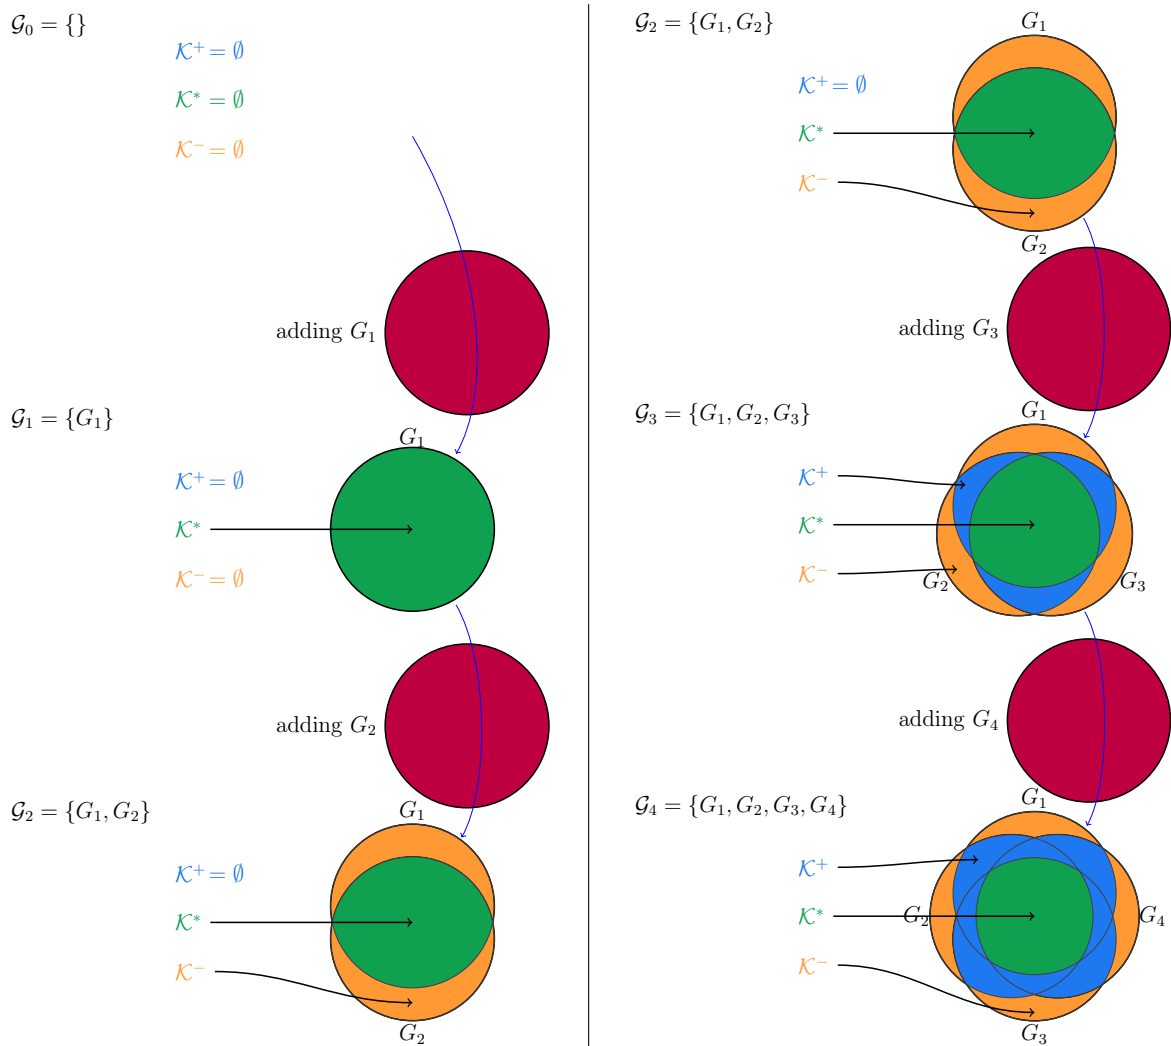 𝒢₀ = {}
𝒦⁺ = ∅
𝒦* = ∅
𝒦⁻ = ∅
adding G₁
𝒢₁ = {G₁}
G₁
𝒦⁺ = ∅
𝒦*
𝒦⁻ = ∅
adding G₂
𝒢₂ = {G₁, G₂}
G₁
𝒦⁺ = ∅
𝒦*
𝒦⁻
G₂
𝒢₂ = {G₁, G₂}
G₁
𝒦⁺ = ∅
𝒦*
𝒦⁻
G₂
adding G₃
𝒢₃ = {G₁, G₂, G₃}
G₁
𝒦⁺
𝒦*
𝒦⁻
G₂ G₃
adding G₄
𝒢₄ = {G₁, G₂, G₃, G₄}
G₁
𝒦⁺
𝒦* G₂ G₄
𝒦⁻
G₃